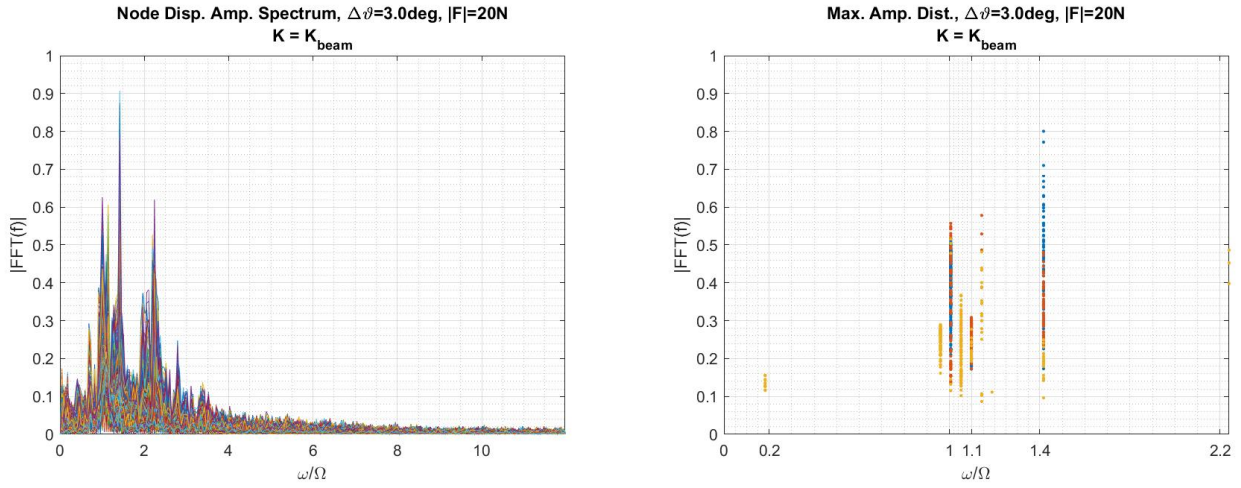 Node Disp. Amp. Spectrum, Δϑ=3.0deg, |F|=20N
K = K_beam
1
0.9
0.8
0.7
0.6
0.5
0.4
0.3
0.2
0.1
0
|FFT(f)|
0 2 4 6 8 10
ω/Ω
Max. Amp. Dist., Δϑ=3.0deg, |F|=20N
K = K_beam
1
0.9
0.8
0.7
0.6
0.5
0.4
0.3
0.2
0.1
0
|FFT(f)|
0 0.2 1 1.1 1.4 2.2
ω/Ω